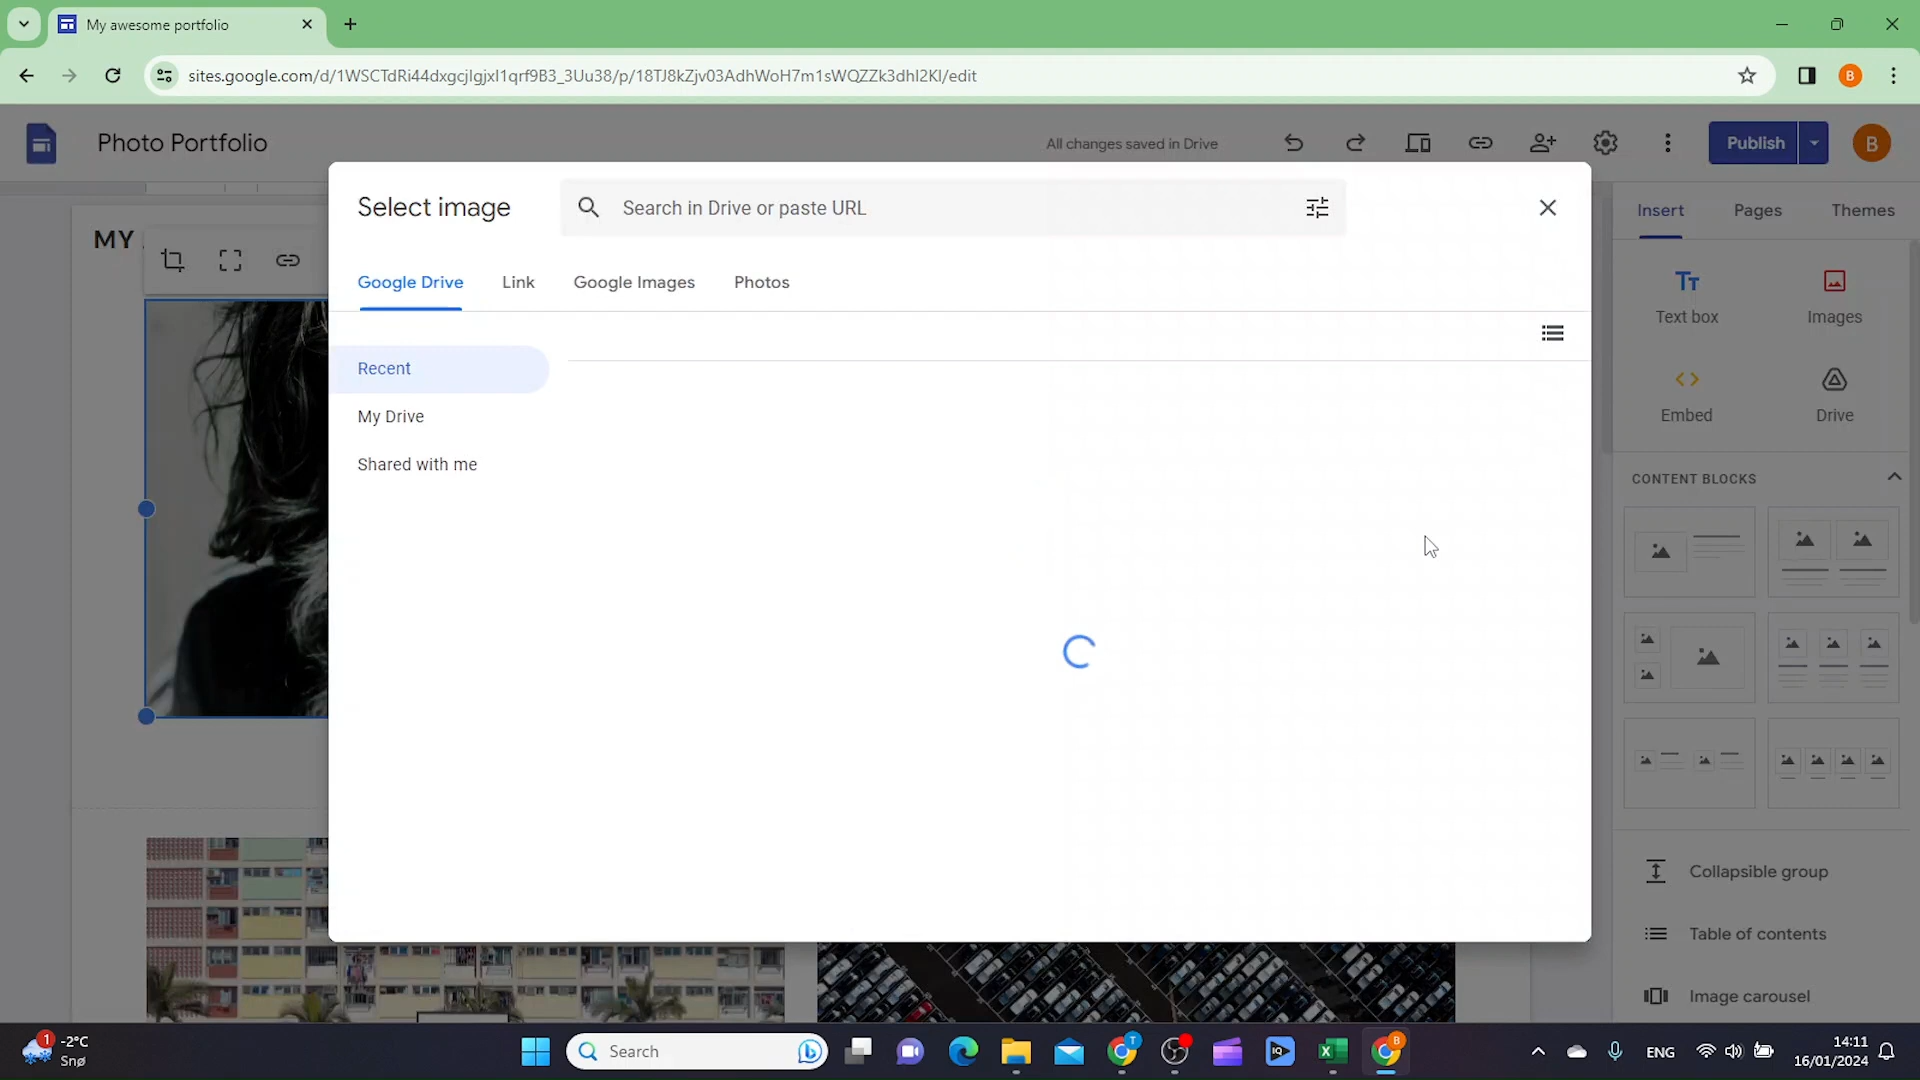 My awesome portfolio
sites.google.com/d/1WSCTdRi44dxgcjlgjxI1qrf9B3_3Uu38/p/18TJ8kZjv03AdhWoH7m1sWQZZk3dhl2Kl/edit
B
Photo Portfolio
All changes saved in Drive
Publish
B
Select image
Search in Drive or paste URL
Insert
Pages
Themes
MY
Google Drive
Link
Google Images
Photos
Text box
Images
Recent
My Drive
Shared with me
Embed
Drive
CONTENT BLOCKS
Collapsible group
Table of contents
Image carousel
1
-2°C
Snø
Search
T
IQ
B
ENG
14:11
16/01/2024